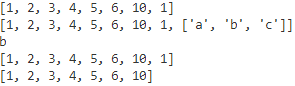 [1, 2, 3, 4, 5, 6, 10, 1]
[1, 2, 3, 4, 5, 6, 10, 1, ['a', 'b', 'c']]
b
[1, 2, 3, 4, 5, 6, 10, 1]
[1, 2, 3, 4, 5, 6, 10]